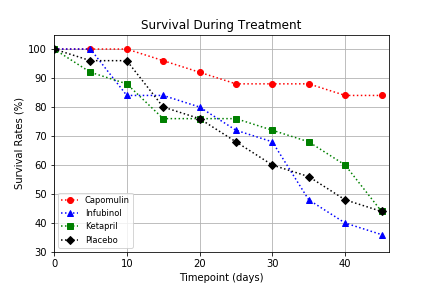 Survival During Treatment
100
90
80
70
60
50
40
30
Survival Rates (%)
Capomulin
Infubinol
Ketapril
Placebo
0 10 20 30 40
Timepoint (days)